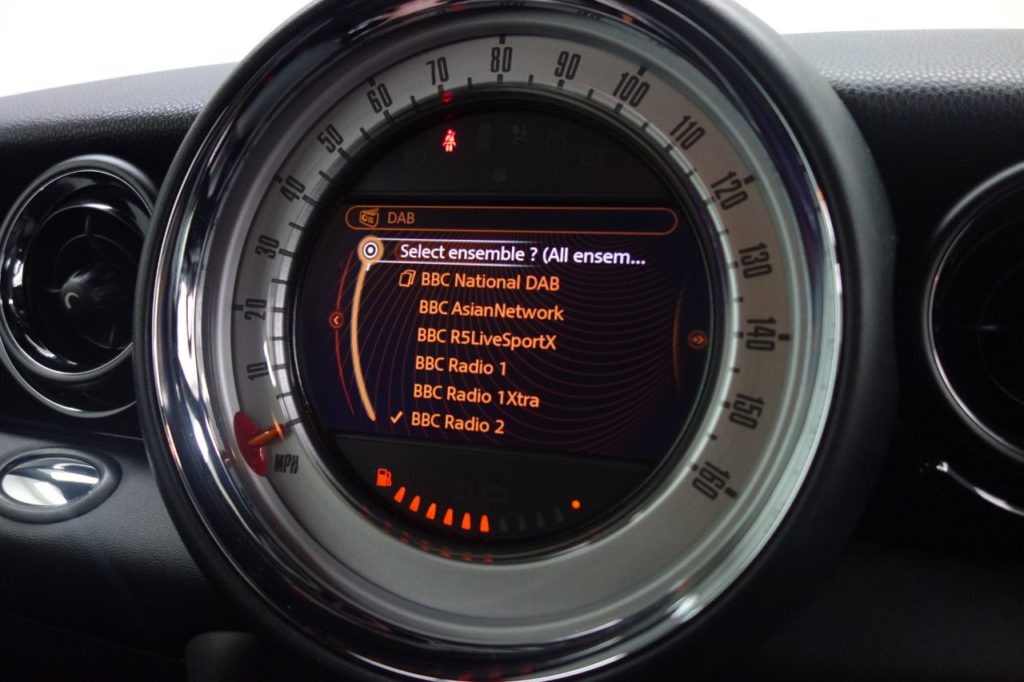 10
20
30
40
50
60
70
80
90
100
110
120
130
140
150
160
MPH
DAB
Select ensemble ? (All ensem...
BBC National DAB
BBC AsianNetwork
BBC R5LiveSportX
BBC Radio 1
BBC Radio 1Xtra
BBC Radio 2